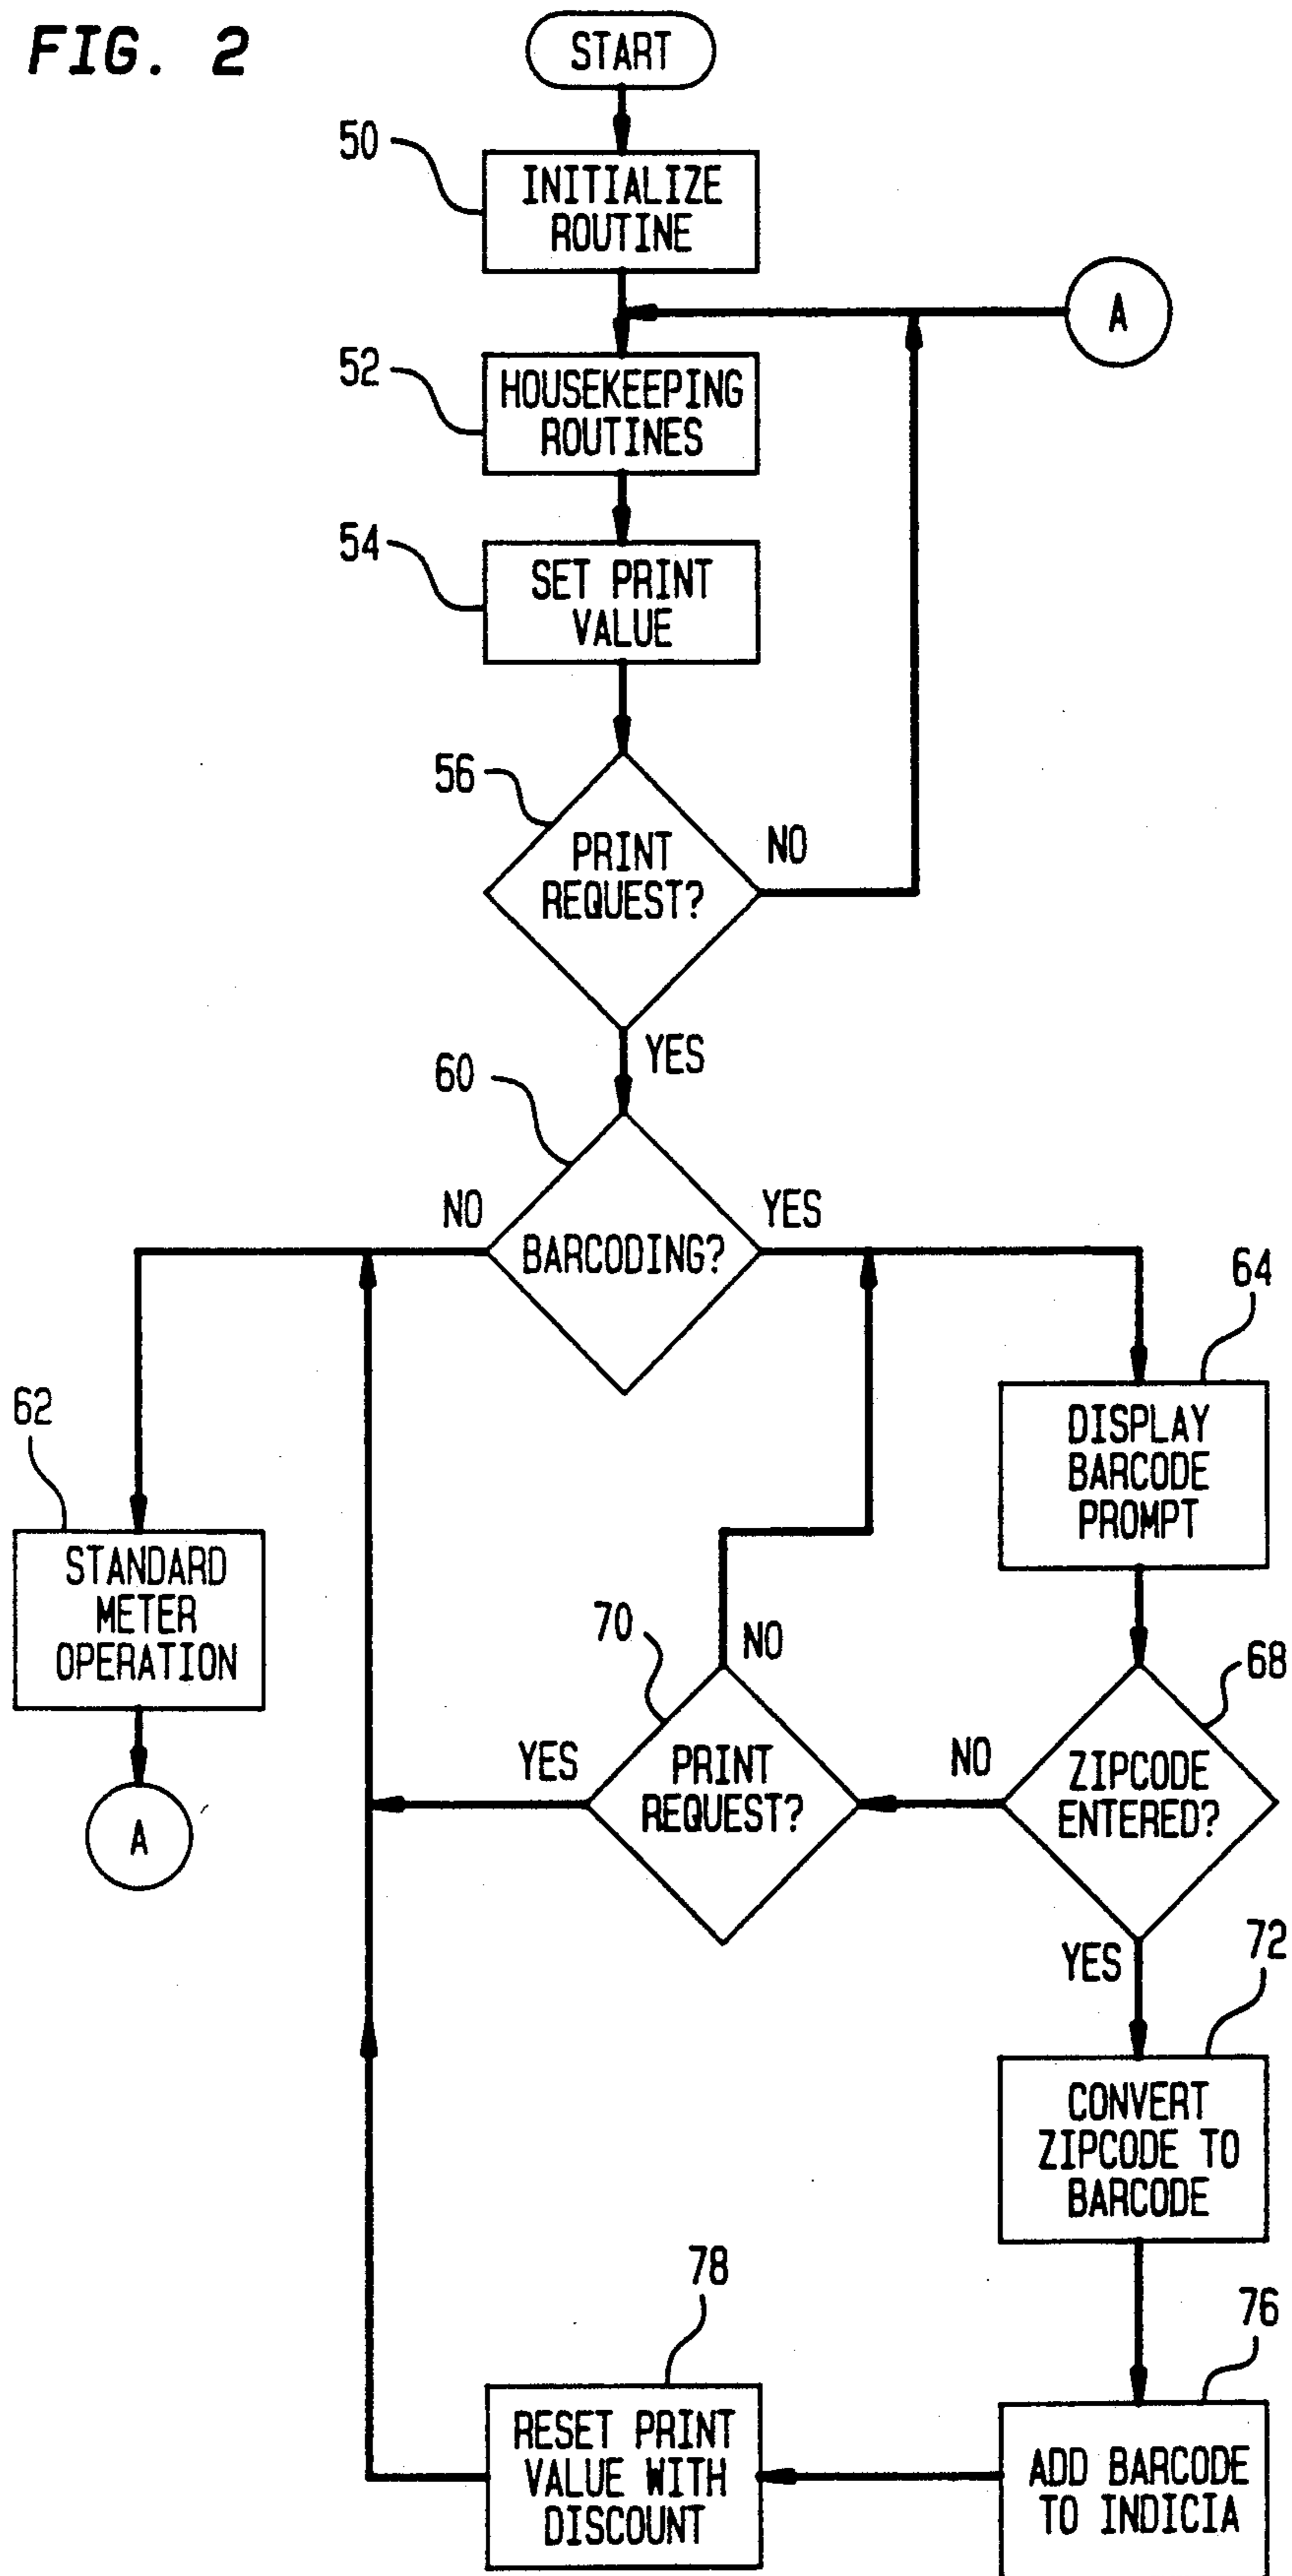 FIG. 2
START
50
INITIALIZE
ROUTINE
A
52
HOUSEKEEPING
ROUTINES
54
SET PRINT
VALUE
56
PRINT
REQUEST?
NO
YES
60
NO
BARCODING?
YES
64
DISPLAY
BARCODE
PROMPT
62
STANDARD
METER
OPERATION
A
70
NO
YES
PRINT
REQUEST?
NO
68
ZIPCODE
ENTERED?
YES
72
CONVERT
ZIPCODE TO
BARCODE
78
RESET PRINT
VALUE WITH
DISCOUNT
76
ADD BARCODE
TO INDICIA